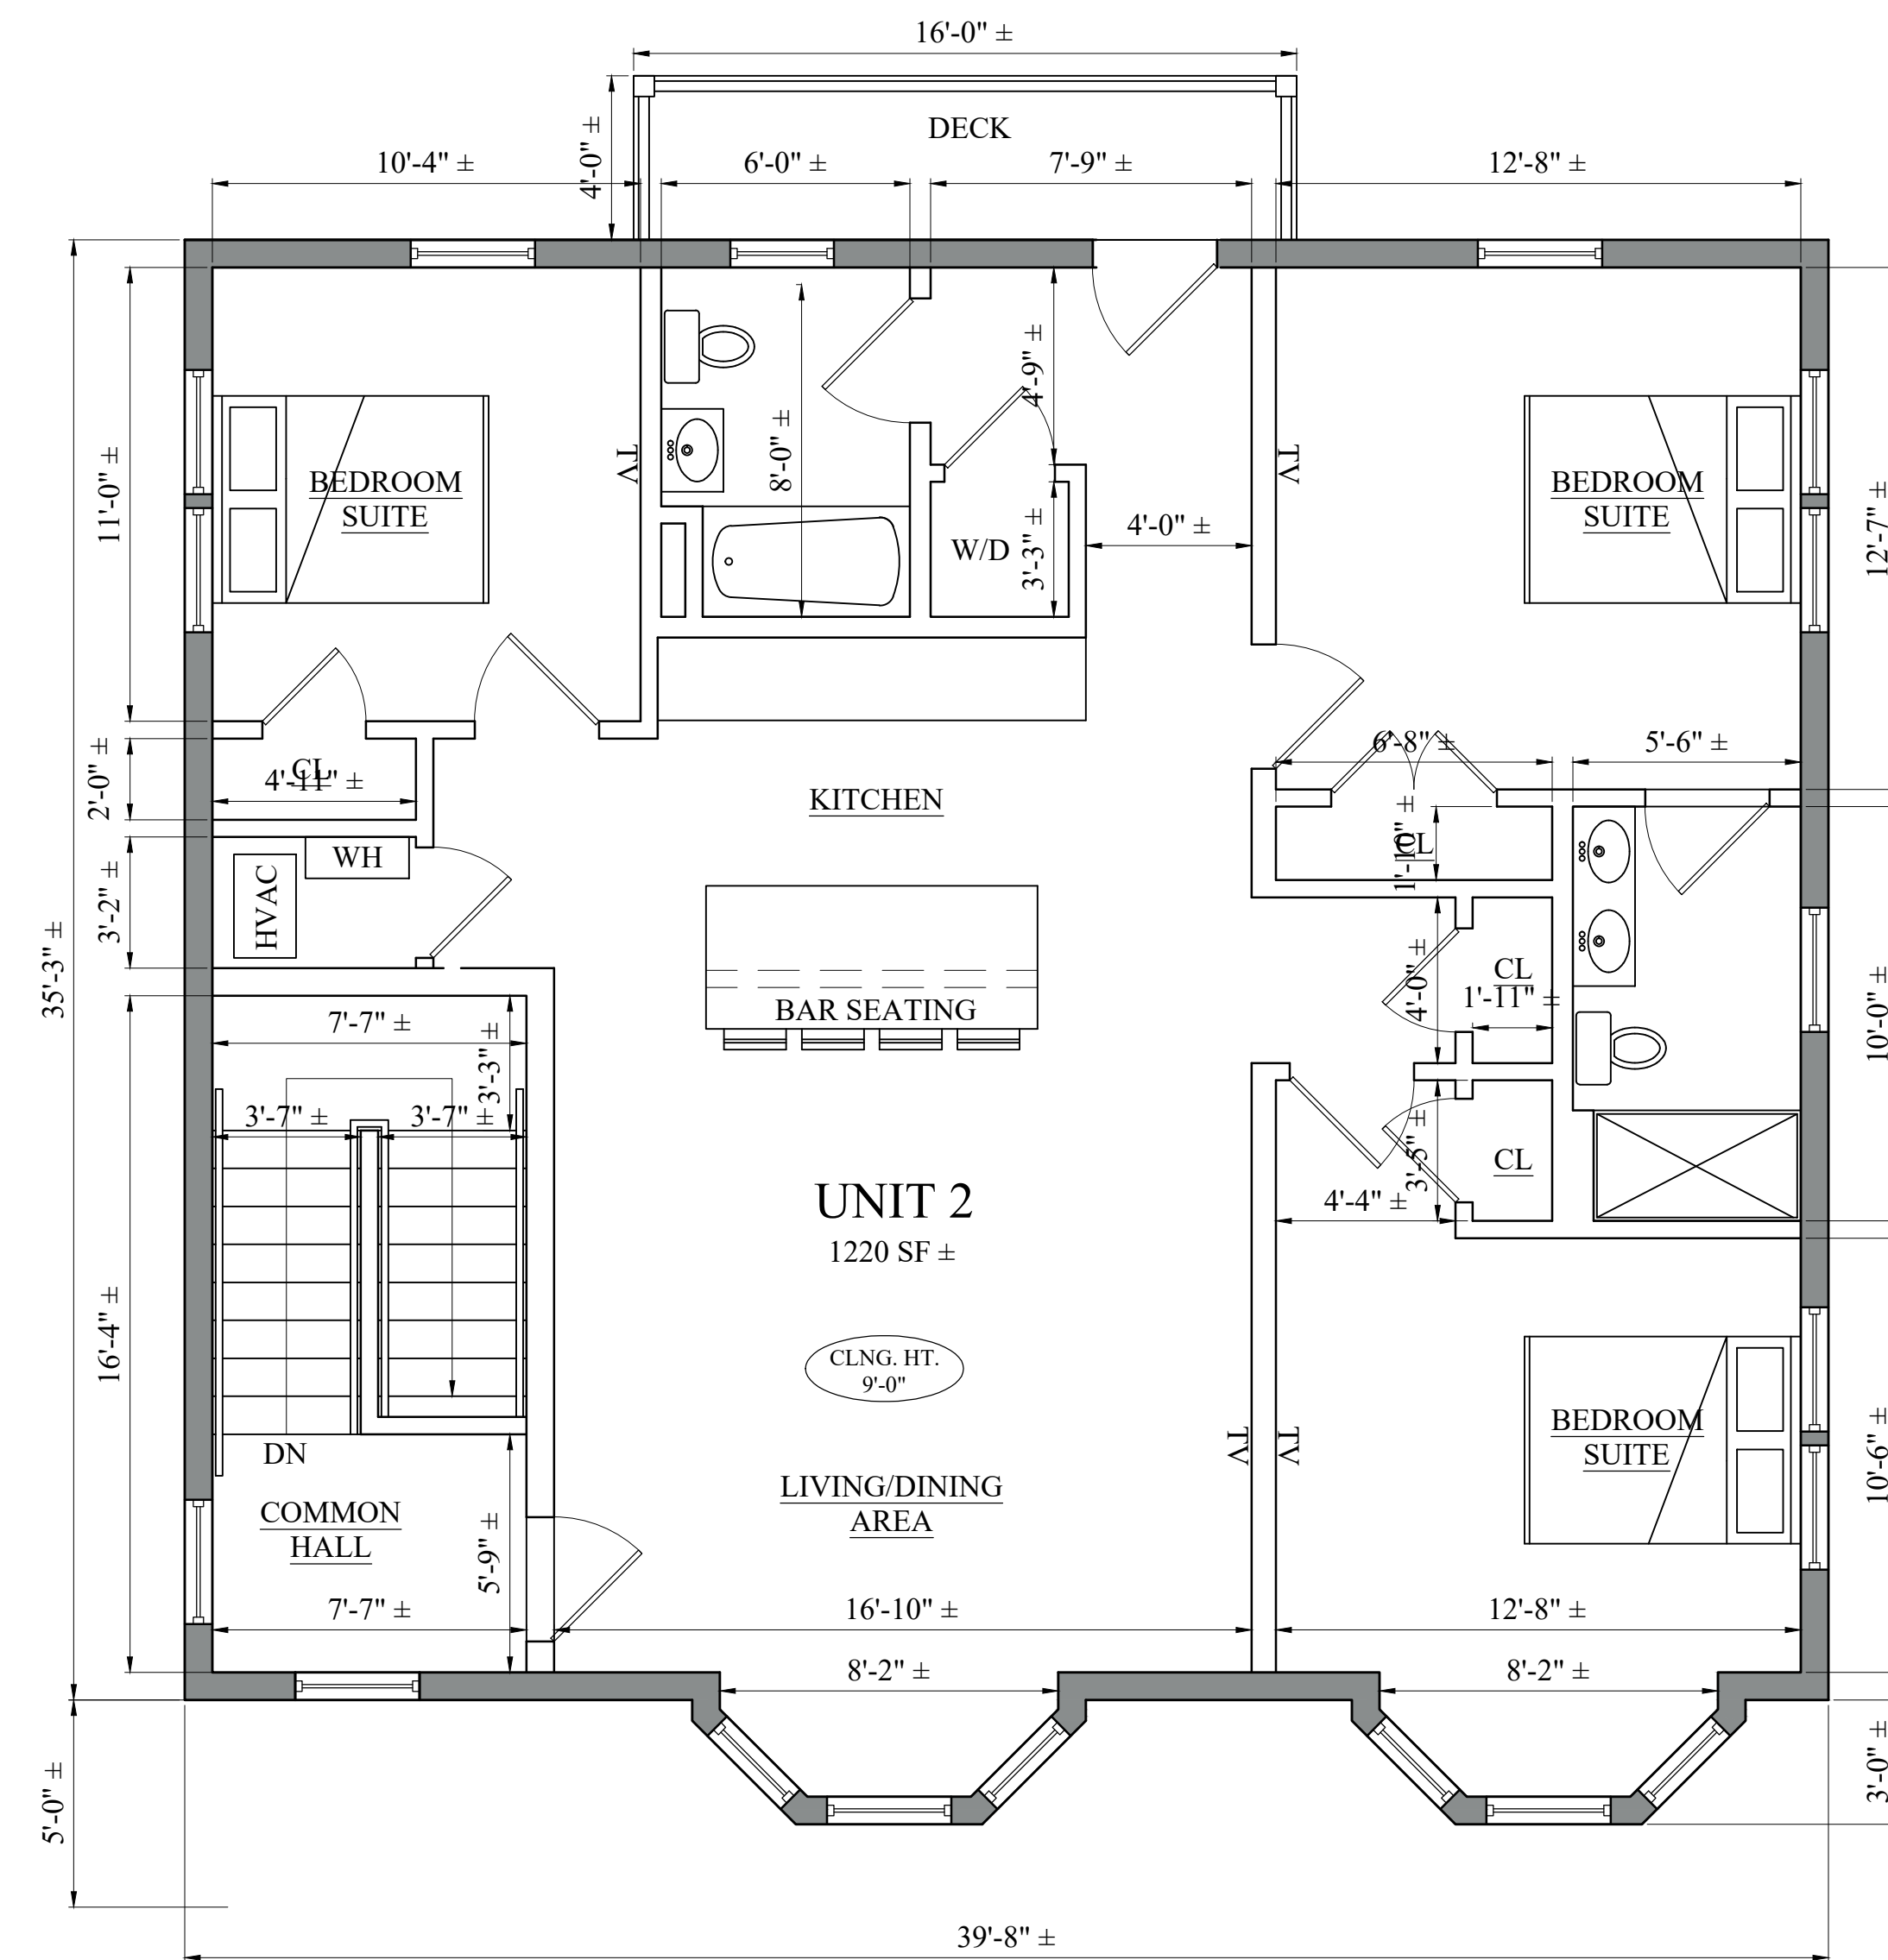 16'-0" ±
DECK
4'-0" ±
10'-4" ±
6'-0" ±
7'-9" ±
12'-8" ±
4'-9" ±
8'-0" ±
11'-0" ±
TV
TV
BEDROOM
SUITE
BEDROOM
SUITE
12'-7" ±
W/D
3'-3" ±
4'-0" ±
2'-0" ±
CL
4'-11" ±
6'-8" ±
5'-6" ±
KITCHEN
1'-10" ±
CL
3'-2" ±
WH
HVAC
35'-3" ±
4'-0" ±
CL
1'-11" ±
10'-0" ±
BAR SEATING
7'-7" ±
3'-3" ±
3'-7" ±
3'-7" ±
3'-5" ±
CL
4'-4" ±
UNIT 2
1220 SF ±
16'-4" ±
CLNG. HT.
9'-0"
DN
TV
TV
BEDROOM
SUITE
10'-6" ±
LIVING/DINING
AREA
COMMON
HALL
5'-9" ±
7'-7" ±
16'-10" ±
12'-8" ±
8'-2" ±
8'-2" ±
5'-0" ±
3'-0" ±
39'-8" ±